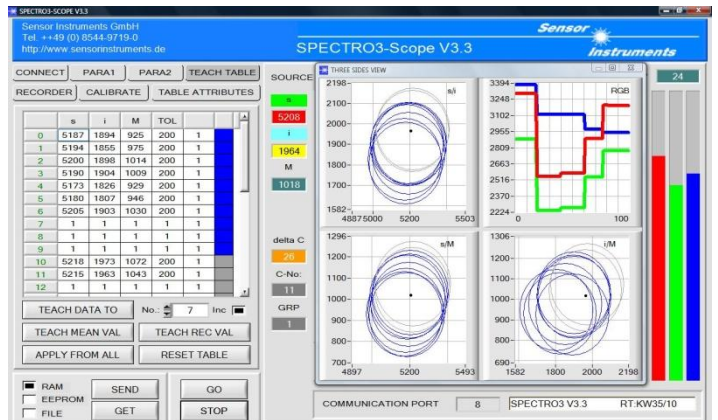 SPECTRO3-Scope V3.3
Sensor Instruments GmbH
Tel. ++49 (0) 8544-9719-0
http://www.sensorinstruments.de
SPECTRO3-Scope V3.3
Sensor
Instruments
CONNECT PARA1 PARA2 TEACH TABLE
RECORDER CALIBRATE TABLE ATTRIBUTES
s i M TOL
0 5187 1894 925 200 1
1 5194 1855 975 200 1
2 5200 1898 1014 200 1
3 5190 1904 1009 200 1
4 5173 1826 929 200 1
5 5180 1807 946 200 1
6 5205 1903 1030 200 1
7 1 1 1 1 1
8 1 1 1 1 1
9 1 1 1 1 1
10 5218 1973 1072 200 1
11 5215 1963 1043 200 1
12 1 1 1 1 1
TEACH DATA TO No.: 7 Inc
TEACH MEAN VAL TEACH REC VAL
APPLY FROM ALL RESET TABLE
RAM
EEPROM
FILE
SEND GO
GET STOP
SOURCE
s
5208
i
1964
M
1018
delta C
26
C-No:
11
GRP
1
THREE SIDES VIEW
2198-
2100-
2000-
1900-
1800-
1700-
1582-
4887 5000 5200 5503
s/i
3394-
3248-
3102-
2955-
2809-
2663-
2516-
2370-
2224-
0 100
RGB
1296-
1200-
1100-
1000-
900-
800-
700-
4897 5200 5493
s/M
1306-
1200-
1100-
1000-
900-
800-
690-
1582 1800 2000 2198
i/M
24
COMMUNICATION PORT 8 SPECTRO3 V3.3 RT:KW35/10